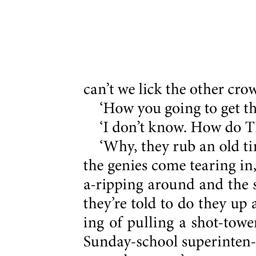 can’t we lick the other crow
‘How you going to get th
‘I don’t know. How do T
‘Why, they rub an old ti
the genies come tearing in,
a-ripping around and the s
they’re told to do they up a
ing of pulling a shot-tower
Sunday-school superinten-